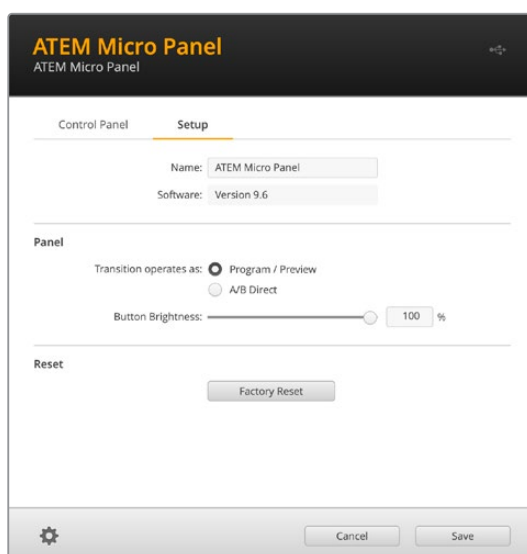 ATEM Micro Panel
ATEM Micro Panel
Control Panel Setup
Name: ATEM Micro Panel
Software: Version 9.6
Panel
Transition operates as: Program / Preview
A/B Direct
Button Brightness: 100 %
Reset
Factory Reset
Cancel Save